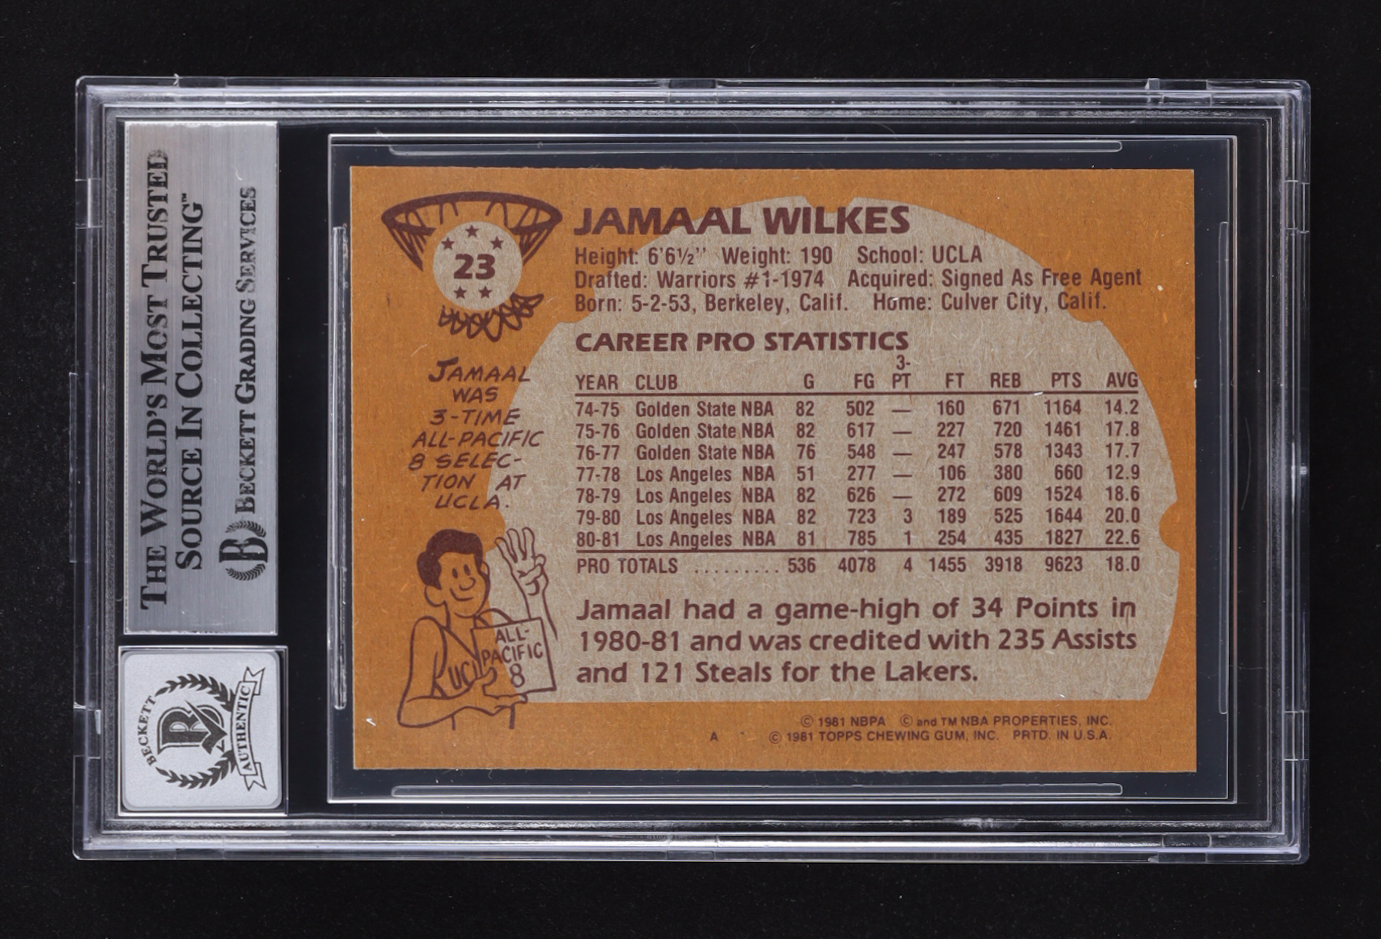 THE WORLD'S MOST TRUSTED
SOURCE IN COLLECTING™
BECKETT GRADING SERVICES
BECKETT
AUTHENTIC
23
JAMAAL
WAS
3-TIME
ALL-PACIFIC
8 SELEC-
TION AT
UCLA.
UCL
ALL-
PACIFIC
8
JAMAAL WILKES
Height: 6'6½" Weight: 190 School: UCLA
Drafted: Warriors #1-1974 Acquired: Signed As Free Agent
Born: 5-2-53, Berkeley, Calif. Home: Culver City, Calif.
CAREER PRO STATISTICS
YEAR CLUB G FG 3-PT FT REB PTS AVG
74-75 Golden State NBA 82 502 — 160 671 1164 14.2
75-76 Golden State NBA 82 617 — 227 720 1461 17.8
76-77 Golden State NBA 76 548 — 247 578 1343 17.7
77-78 Los Angeles NBA 51 277 — 106 380 660 12.9
78-79 Los Angeles NBA 82 626 — 272 609 1524 18.6
79-80 Los Angeles NBA 82 723 3 189 525 1644 20.0
80-81 Los Angeles NBA 81 785 1 254 435 1827 22.6
PRO TOTALS ......... 536 4078 4 1455 3918 9623 18.0
Jamaal had a game-high of 34 Points in
1980-81 and was credited with 235 Assists
and 121 Steals for the Lakers.
© 1981 NBPA © and TM NBA PROPERTIES, INC.
A © 1981 TOPPS CHEWING GUM, INC. PRTD. IN U.S.A.